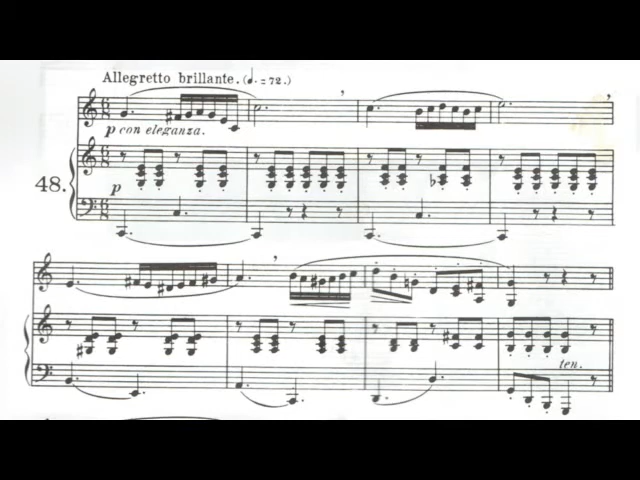 Allegretto brillante. (♩. = 72.)
p con eleganza.
48.
p
ten.